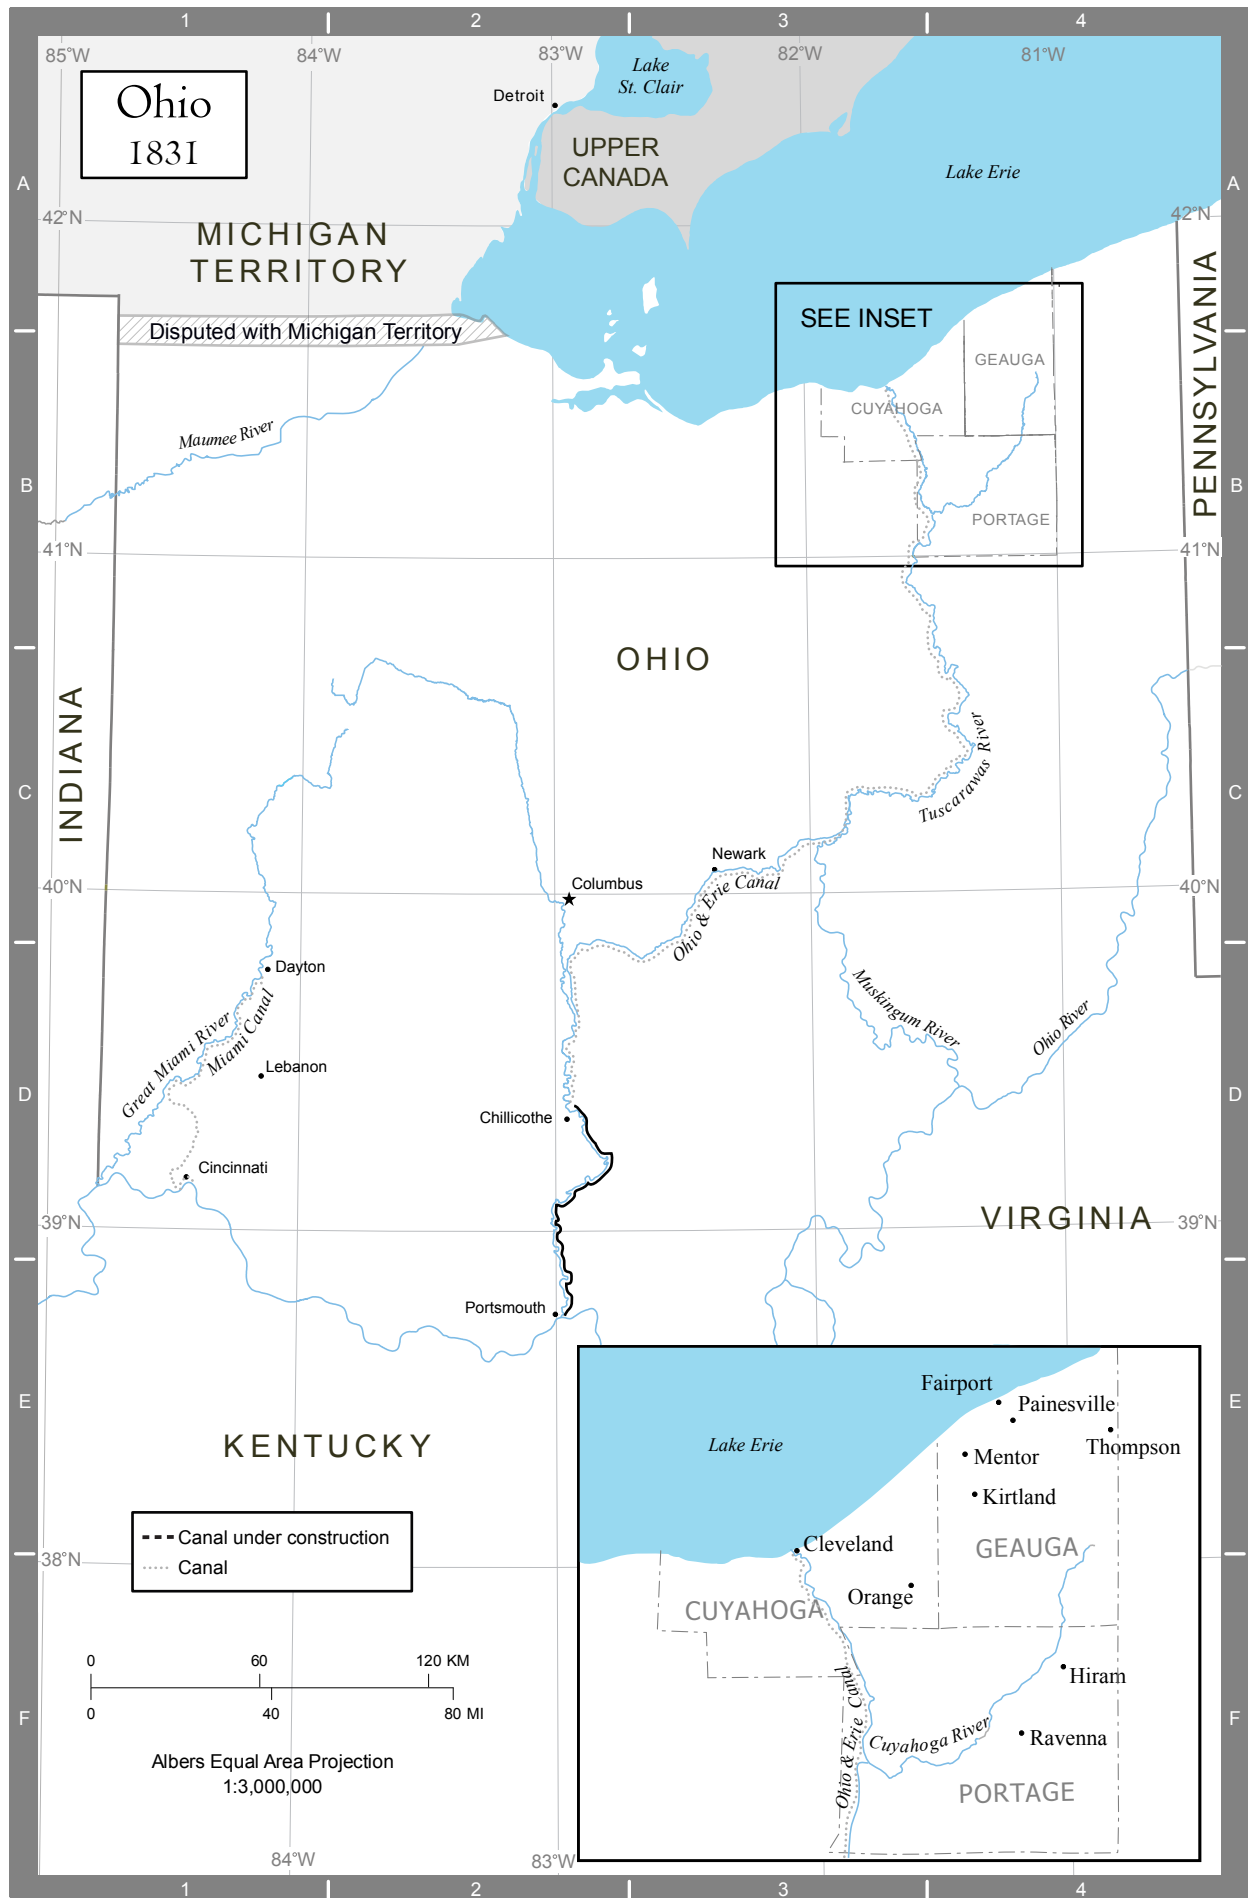 1 2 3 4
85°W 84°W 83°W 82°W 81°W
Ohio
1831
Lake
St. Clair
Detroit
UPPER
CANADA
Lake Erie
A A
42°N 42°N
MICHIGAN
TERRITORY
PENNSYLVANIA
SEE INSET
Disputed with Michigan Territory
GEAUGA
CUYAHOGA
Maumee River
B B
PORTAGE
41°N 41°N
OHIO
INDIANA
Tuscarawas River
C C
Newark
Columbus
Ohio & Erie Canal
40°N 40°N
Dayton
Muskingum River
Ohio River
Great Miami River
Miami Canal
Lebanon
D D
Chillicothe
Cincinnati
39°N 39°N
VIRGINIA
Portsmouth
Fairport
Painesville
E E
Thompson
Lake Erie
KENTUCKY
Mentor
Kirtland
Canal under construction
Canal
Cleveland
GEAUGA
38°N
Orange
CUYAHOGA
0 60 120 KM
0 40 80 MI
Hiram
F F
Ohio & Erie Canal
Cuyahoga River
Ravenna
Albers Equal Area Projection
1:3,000,000
PORTAGE
84°W 83°W
1 2 3 4